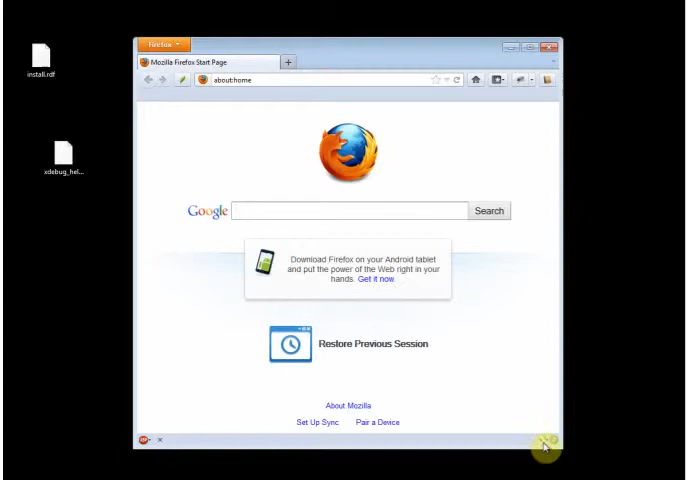 install.rdf
xdebug_hel...
Firefox
Mozilla Firefox Start Page
about:home
Google
Search
Download Firefox on your Android tablet
and put the power of the Web right in your
hands. Get it now.
Restore Previous Session
About Mozilla
Set Up Sync Pair a Device
ABP